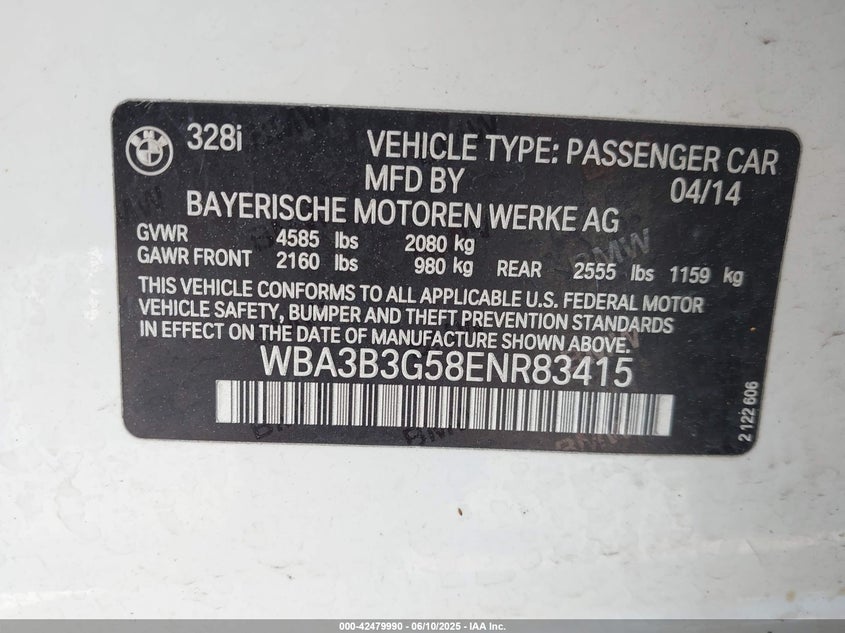 328i
VEHICLE TYPE: PASSENGER CAR
MFD BY 04/14
BAYERISCHE MOTOREN WERKE AG
GVWR 4585 lbs 2080 kg
GAWR FRONT 2160 lbs 980 kg REAR 2555 lbs 1159 kg
THIS VEHICLE CONFORMS TO ALL APPLICABLE U.S. FEDERAL MOTOR
VEHICLE SAFETY, BUMPER AND THEFT PREVENTION STANDARDS
IN EFFECT ON THE DATE OF MANUFACTURE SHOWN ABOVE.
WBA3B3G58ENR83415
2 122 606
000-42479990 - 06/10/2025 - IAA Inc.